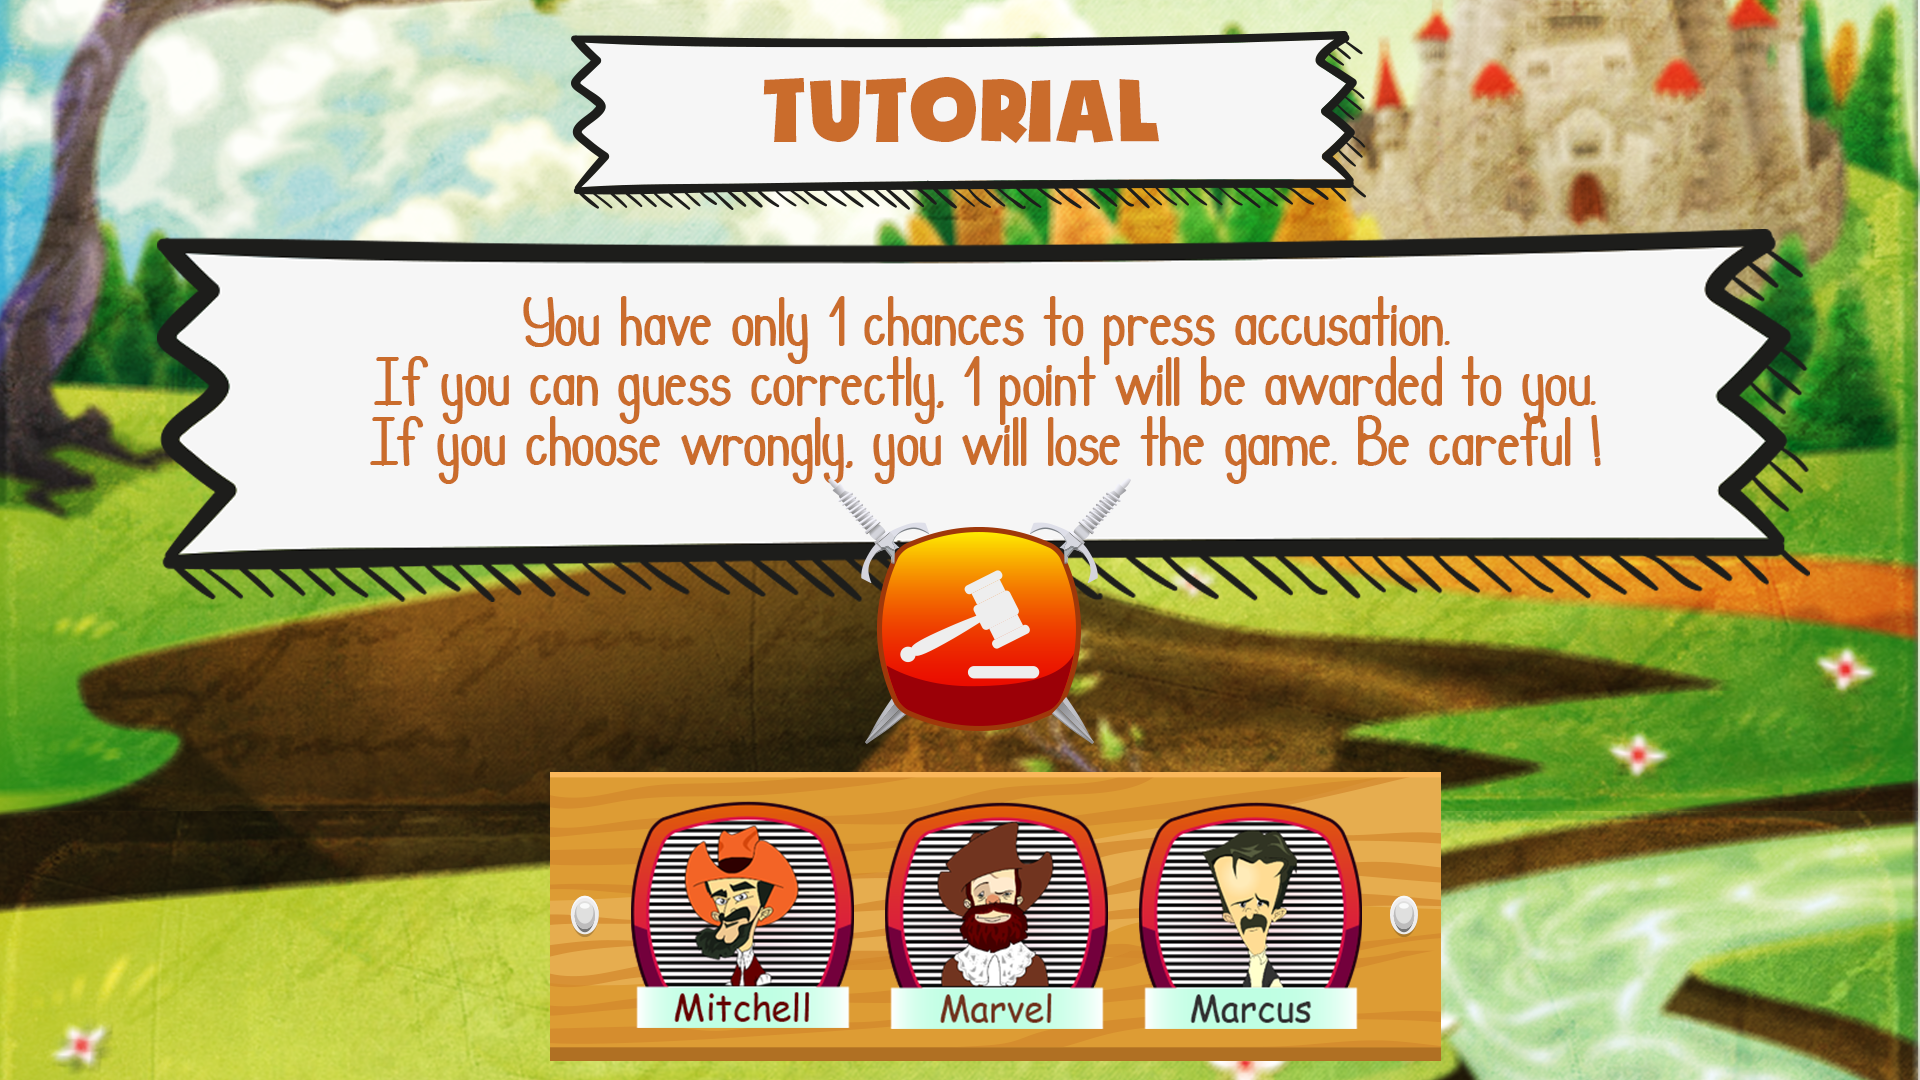 TUTORIAL
You have only 1 chances to press accusation.
If you can guess correctly, 1 point will be awarded to you.
If you choose wrongly, you will lose the game. Be careful !
Mitchell
Marvel
Marcus